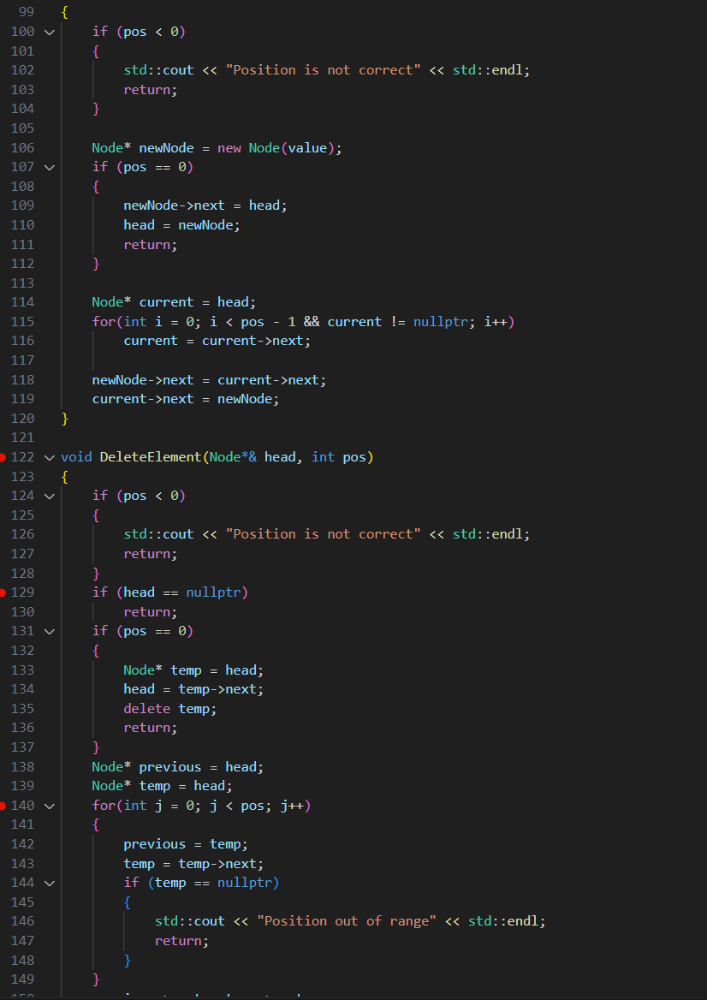 99 {
100 if (pos < 0)
101 {
102 std::cout << "Position is not correct" << std::endl;
103 return;
104 }
105
106 Node* newNode = new Node(value);
107 if (pos == 0)
108 {
109 newNode->next = head;
110 head = newNode;
111 return;
112 }
113
114 Node* current = head;
115 for(int i = 0; i < pos - 1 && current != nullptr; i++)
116 current = current->next;
117
118 newNode->next = current->next;
119 current->next = newNode;
120 }
121
122 void DeleteElement(Node*& head, int pos)
123 {
124 if (pos < 0)
125 {
126 std::cout << "Position is not correct" << std::endl;
127 return;
128 }
129 if (head == nullptr)
130 return;
131 if (pos == 0)
132 {
133 Node* temp = head;
134 head = temp->next;
135 delete temp;
136 return;
137 }
138 Node* previous = head;
139 Node* temp = head;
140 for(int j = 0; j < pos; j++)
141 {
142 previous = temp;
143 temp = temp->next;
144 if (temp == nullptr)
145 {
146 std::cout << "Position out of range" << std::endl;
147 return;
148 }
149 }